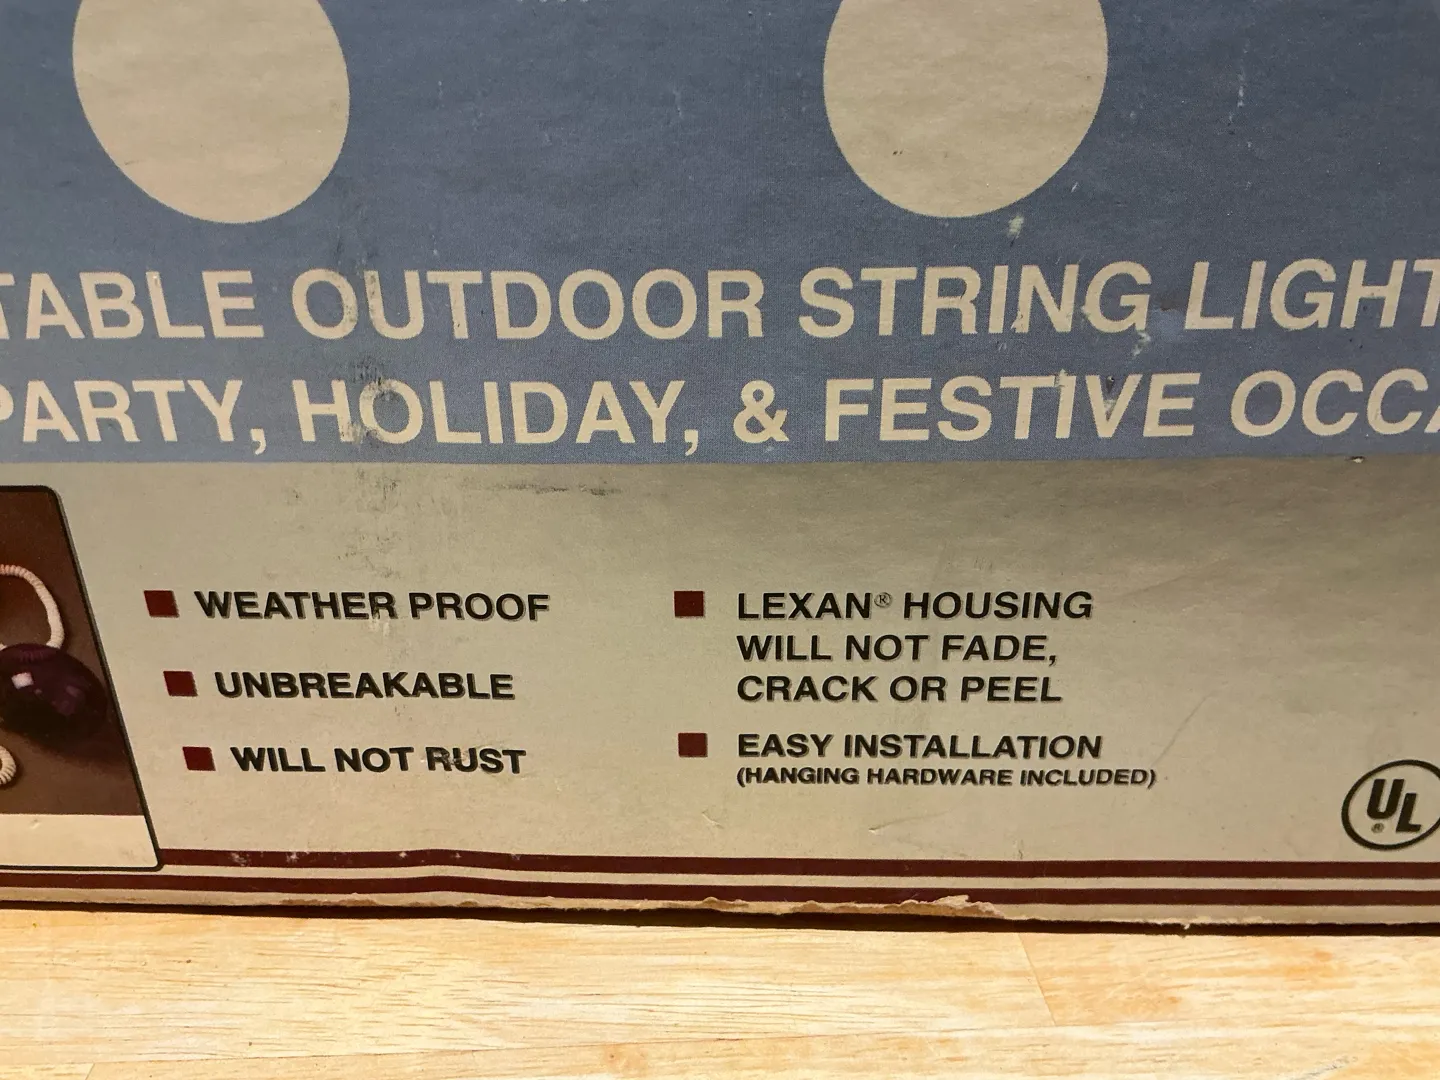 TABLE OUTDOOR STRING LIGHT
PARTY, HOLIDAY, & FESTIVE OCCA
WEATHER PROOF
UNBREAKABLE
WILL NOT RUST
LEXAN® HOUSING
WILL NOT FADE,
CRACK OR PEEL
EASY INSTALLATION
(HANGING HARDWARE INCLUDED)
UL®